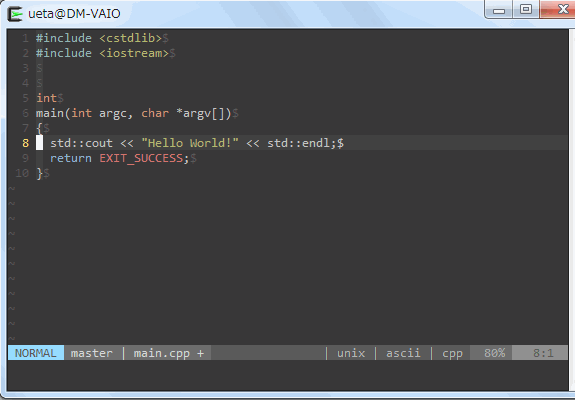 ueta@DM-VAIO
1 #include <cstdlib>$
2 #include <iostream>$
3 $
4 $
5 int$
6 main(int argc, char *argv[])$
7 {$
8   std::cout << "Hello World!" << std::endl;$
9   return EXIT_SUCCESS;$
10 }$
~
~
~
~
~
~
~
~
~
~
NORMAL master | main.cpp + | unix | ascii | cpp 80% 8:1